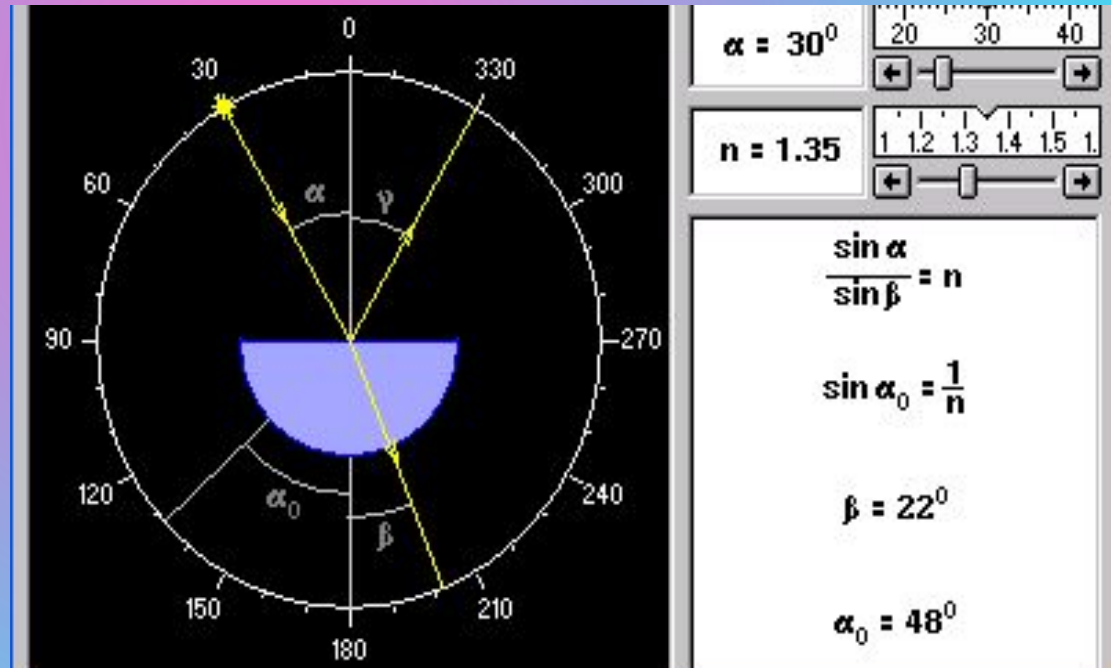 0
30
330
60
300
α
γ
90
270
120
240
α₀
β
150
210
180
α = 30⁰
20 30 40
n = 1.35
1 1.2 1.3 1.4 1.5 1.
sin α
sin β
= n
sin α₀ = 1/n
β = 22⁰
α₀ = 48⁰